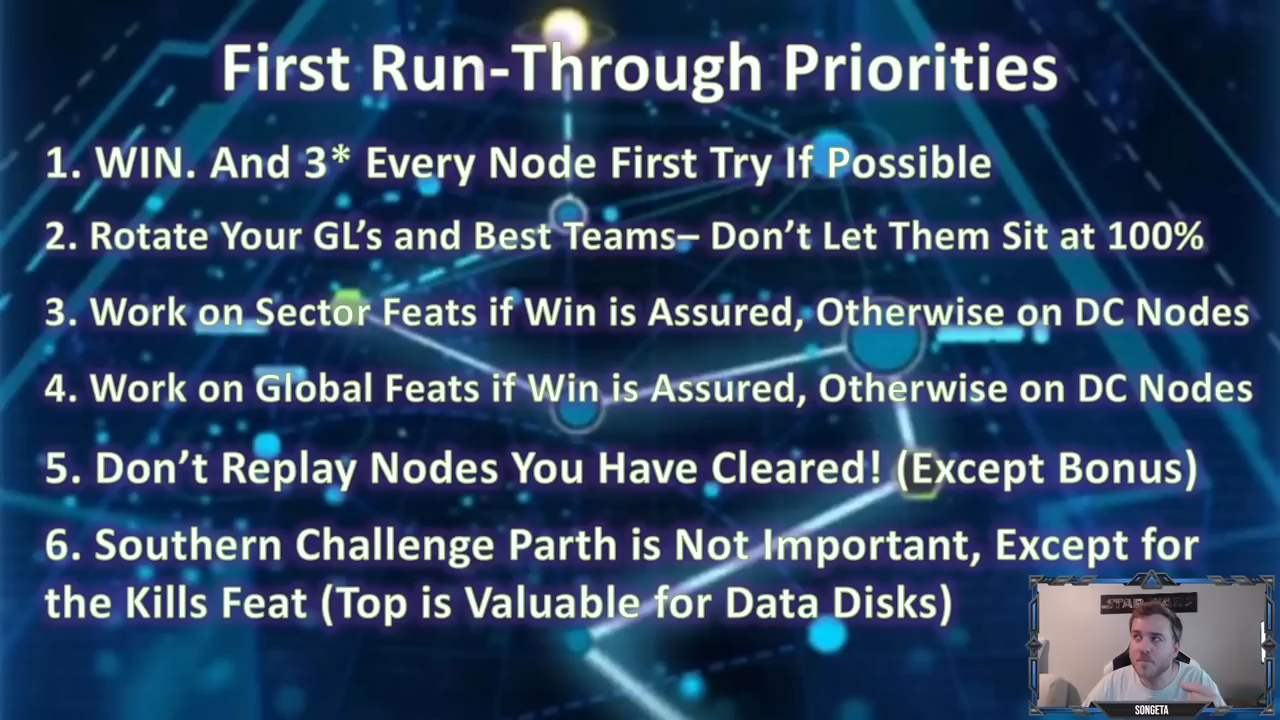 First Run-Through Priorities
1. WIN. And 3* Every Node First Try If Possible
2. Rotate Your GL’s and Best Teams– Don’t Let Them Sit at 100%
3. Work on Sector Feats if Win is Assured, Otherwise on DC Nodes
4. Work on Global Feats if Win is Assured, Otherwise on DC Nodes
5. Don’t Replay Nodes You Have Cleared! (Except Bonus)
6. Southern Challenge Parth is Not Important, Except for
the Kills Feat (Top is Valuable for Data Disks)
STAR WARS
SONGETA